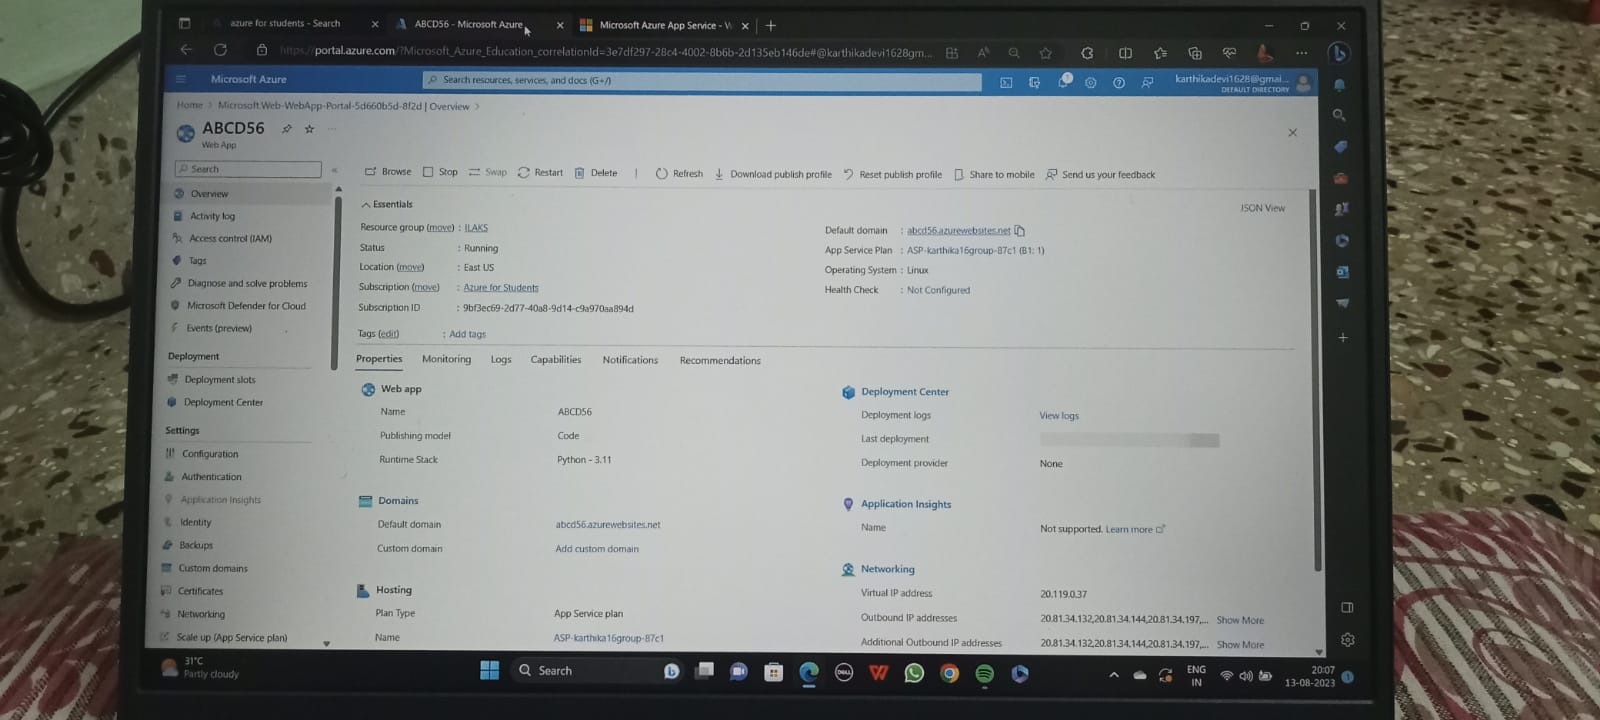 azure for students - Search
ABCD56 - Microsoft Azure
Microsoft Azure App Service - W
https://portal.azure.com/?Microsoft_Azure_Education_correlationId=3e7df297-28c4-4002-8b6b-2d135eb146de#@karthikadevi1628gm...
Microsoft Azure
Search resources, services, and docs (G+/)
1
karthikadevi1628@gmai...
DEFAULT DIRECTORY
Home > Microsoft.Web-WebApp-Portal-5d660b5d-8f2d | Overview >
ABCD56
Web App
Search
Browse Stop Swap Restart Delete Refresh Download publish profile Reset publish profile Share to mobile Send us your feedback
Overview
Activity log
Access control (IAM)
Tags
Diagnose and solve problems
Microsoft Defender for Cloud
Events (preview)
Deployment
Deployment slots
Deployment Center
Settings
Configuration
Authentication
Application Insights
Identity
Backups
Custom domains
Certificates
Networking
Scale up (App Service plan)
Essentials
JSON View
Resource group (move) : ILAKS
Status : Running
Location (move) : East US
Subscription (move) : Azure for Students
Subscription ID : 9bf3ec69-2d77-40a8-9d14-c9a970aa894d
Tags (edit) : Add tags
Default domain : abcd56.azurewebsites.net
App Service Plan : ASP-karthika16group-87c1 (B1: 1)
Operating System : Linux
Health Check : Not Configured
Properties Monitoring Logs Capabilities Notifications Recommendations
Web app
Name ABCD56
Publishing model Code
Runtime Stack Python - 3.11
Domains
Default domain abcd56.azurewebsites.net
Custom domain Add custom domain
Hosting
Plan Type App Service plan
Name ASP-karthika16group-87c1
Deployment Center
Deployment logs View logs
Last deployment
Deployment provider None
Application Insights
Name Not supported. Learn more
Networking
Virtual IP address 20.119.0.37
Outbound IP addresses 20.81.34.132,20.81.34.144,20.81.34.197,... Show More
Additional Outbound IP addresses 20.81.34.132,20.81.34.144,20.81.34.197,... Show More
31°C
Partly cloudy
Search
DELL
ENG
IN
20:07
13-08-2023
1